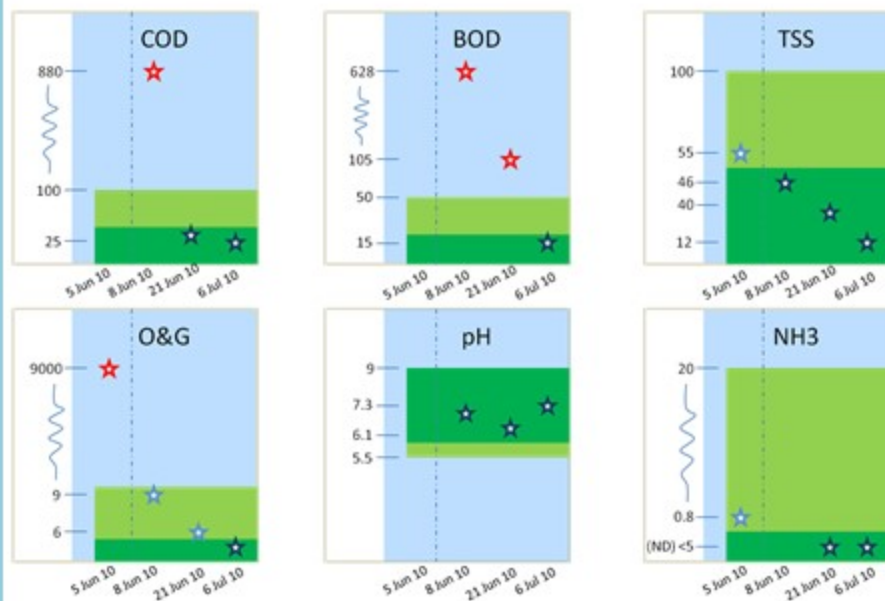 COD
880
100
25
5 Jun 10
8 Jun 10
21 Jun 10
6 Jul 10
BOD
628
105
50
15
5 Jun 10
8 Jun 10
21 Jun 10
6 Jul 10
TSS
100
55
46
40
12
5 Jun 10
8 Jun 10
21 Jun 10
6 Jul 10
O&G
9000
9
6
5 Jun 10
8 Jun 10
21 Jun 10
6 Jul 10
pH
9
7.3
6.1
5.5
5 Jun 10
8 Jun 10
21 Jun 10
6 Jul 10
NH3
20
0.8
(ND) <5
5 Jun 10
8 Jun 10
21 Jun 10
6 Jul 10